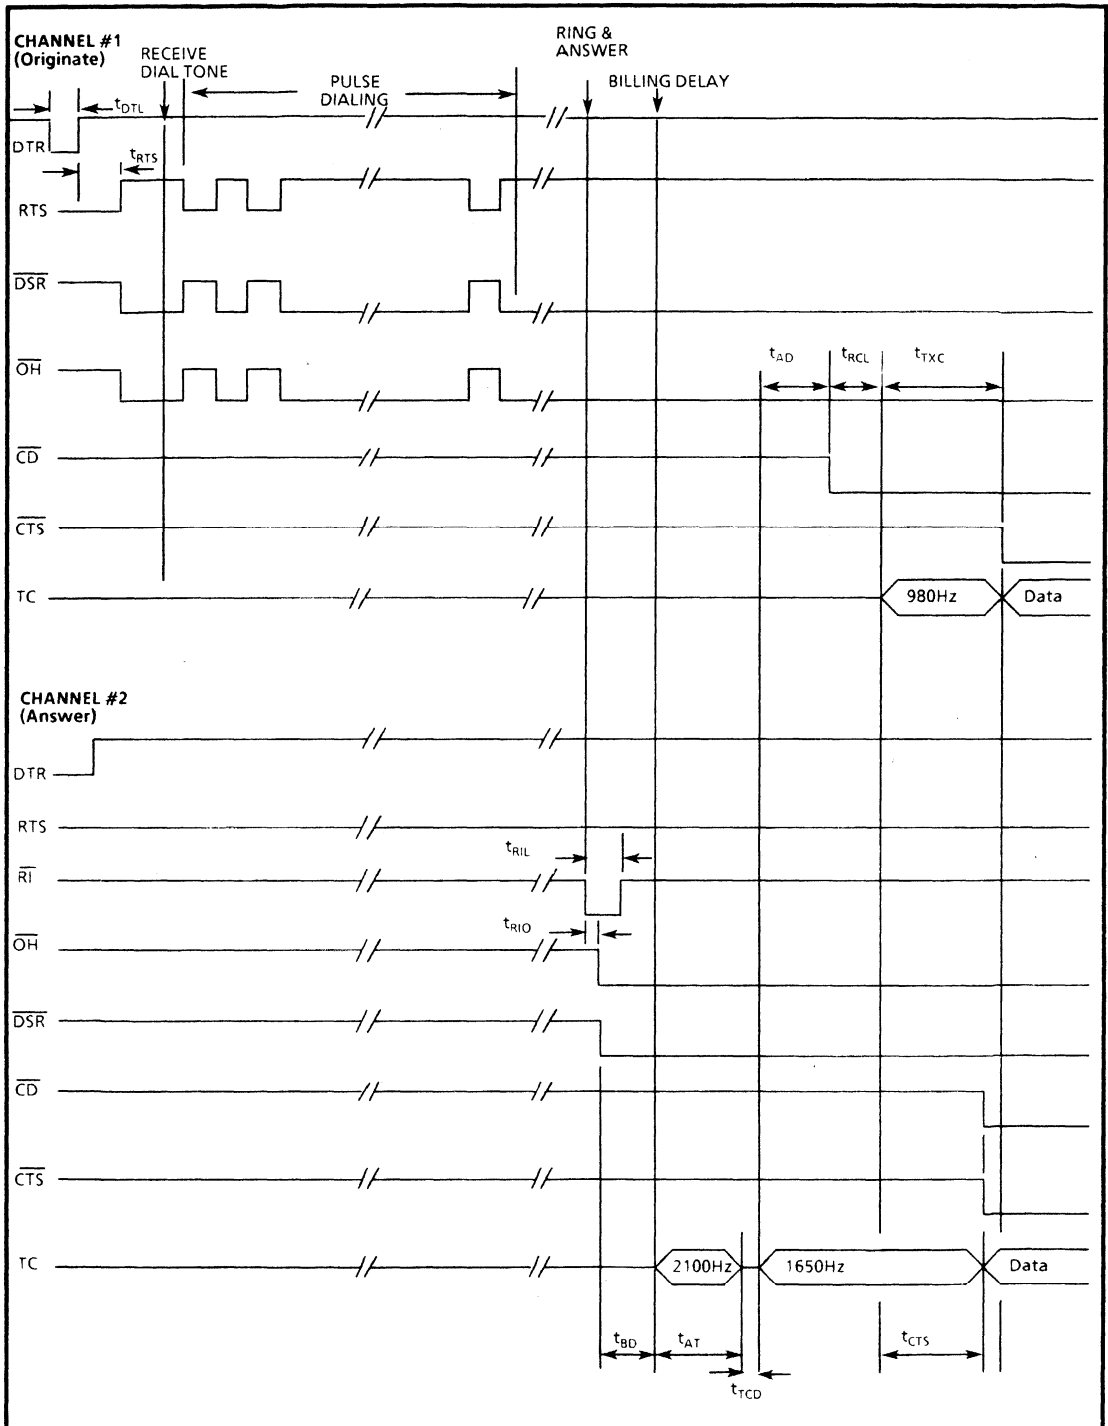 CHANNEL #1
(Originate)
RECEIVE
DIAL TONE
PULSE
DIALING
RING &
ANSWER
BILLING DELAY
tDTL
DTR
tRTS
RTS
DSR
OH
tAD
tRCL
tTXC
CD
CTS
TC
980Hz
Data
CHANNEL #2
(Answer)
DTR
RTS
tRIL
RI
tRIO
OH
DSR
CD
CTS
TC
2100Hz
1650Hz
Data
tBD
tAT
tCTS
tTCD